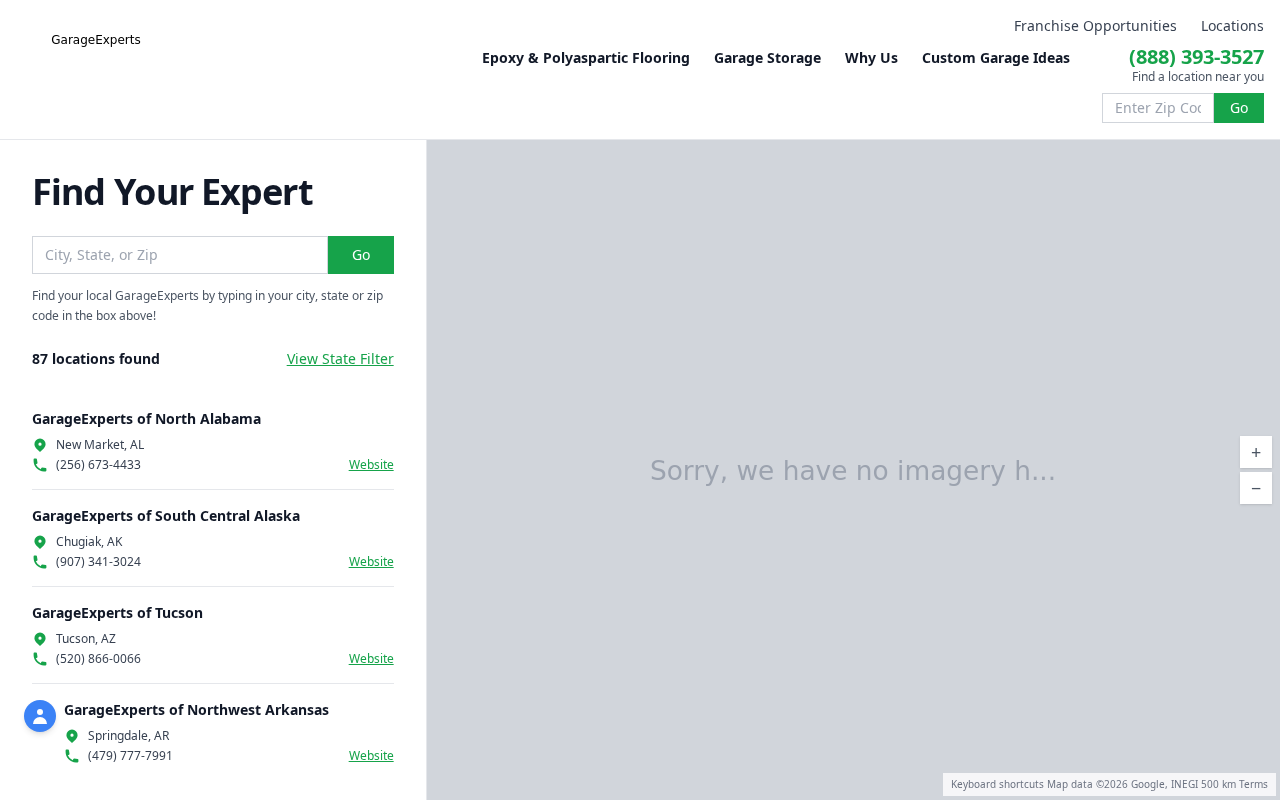 GarageExperts
Franchise Opportunities
Locations
Epoxy & Polyaspartic Flooring
Garage Storage
Why Us
Custom Garage Ideas
(888) 393-3527
Find a location near you
Enter Zip Coc
Go
Find Your Expert
City, State, or Zip
Go
Find your local GarageExperts by typing in your city, state or zip
code in the box above!
87 locations found
View State Filter
GarageExperts of North Alabama
New Market, AL
(256) 673-4433
Website
GarageExperts of South Central Alaska
Chugiak, AK
(907) 341-3024
Website
GarageExperts of Tucson
Tucson, AZ
(520) 866-0066
Website
GarageExperts of Northwest Arkansas
Springdale, AR
(479) 777-7991
Website
Sorry, we have no imagery h...
+
−
Keyboard shortcuts Map data ©2026 Google, INEGI 500 km Terms